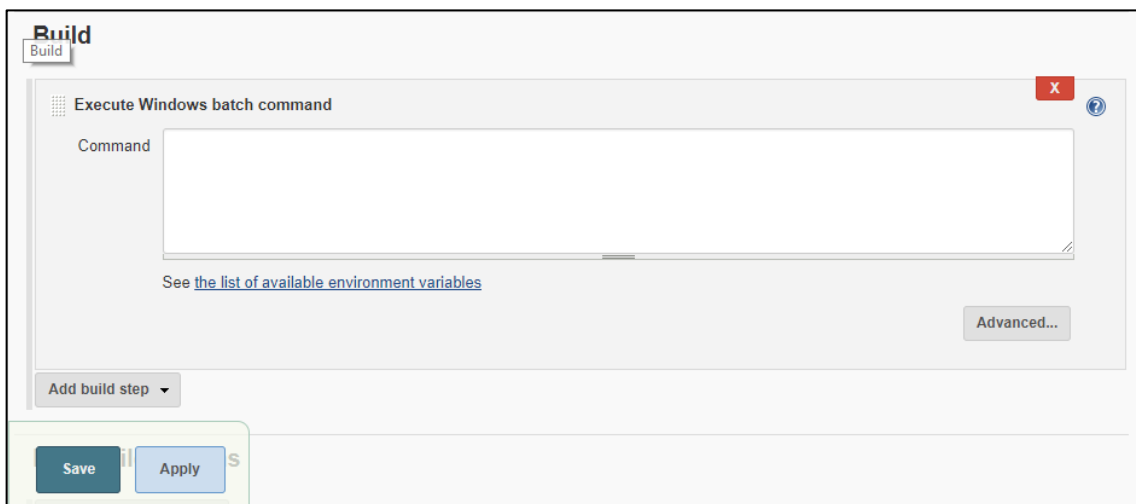 Build
Build
Execute Windows batch command
X
?
Command
See the list of available environment variables
Advanced...
Add build step
Save
Apply